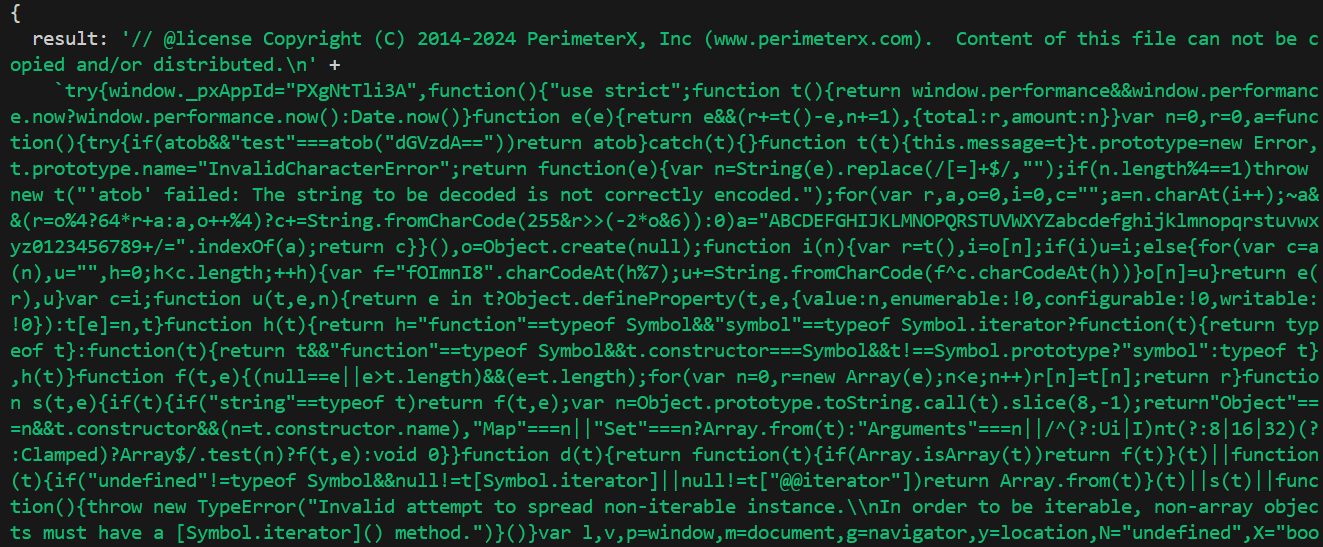 {
  result: '// @license Copyright (C) 2014-2024 PerimeterX, Inc (www.perimeterx.com).  Content of this file can not be c
opied and/or distributed.\n' +
    `try{window._pxAppId="PXgNtTli3A",function(){"use strict";function t(){return window.performance&&window.performanc
e.now?window.performance.now():Date.now()}function e(e){return e&&(r+=t()-e,n+=1),{total:r,amount:n}}var n=0,r=0,a=func
tion(){try{if(atob&&"test"===atob("dGVzdA=="))return atob}catch(t){}function t(t){this.message=t}t.prototype=new Error,
t.prototype.name="InvalidCharacterError";return function(e){var n=String(e).replace(/[=]+$/,"");if(n.length%4==1)throw 
new t("'atob' failed: The string to be decoded is not correctly encoded.");for(var r,a,o=0,i=0,c="";a=n.charAt(i++);~a&
&(r=o%4?64*r+a:a,o++%4)?c+=String.fromCharCode(255&r>>(-2*o&6)):0)a="ABCDEFGHIJKLMNOPQRSTUVWXYZabcdefghijklmnopqrstuvwx
yz0123456789+/=".indexOf(a);return c}}(),o=Object.create(null);function i(n){var r=t(),i=o[n];if(i)u=i;else{for(var c=a
(n),u="",h=0;h<c.length;++h){var f="fOImnI8".charCodeAt(h%7);u+=String.fromCharCode(f^c.charCodeAt(h))}o[n]=u}return e(
r),u}var c=i;function u(t,e,n){return e in t?Object.defineProperty(t,e,{value:n,enumerable:!0,configurable:!0,writable:
!0}):t[e]=n,t}function h(t){return h="function"==typeof Symbol&&"symbol"==typeof Symbol.iterator?function(t){return typ
eof t}:function(t){return t&&"function"==typeof Symbol&&t.constructor===Symbol&&t!==Symbol.prototype?"symbol":typeof t}
,h(t)}function f(t,e){(null==e||e>t.length)&&(e=t.length);for(var n=0,r=new Array(e);n<e;n++)r[n]=t[n];return r}functio
n s(t,e){if(t){if("string"==typeof t)return f(t,e);var n=Object.prototype.toString.call(t).slice(8,-1);return"Object"==
=n&&t.constructor&&(n=t.constructor.name),"Map"===n||"Set"===n?Array.from(t):"Arguments"===n||/^(?:Ui|I)nt(?:8|16|32)(?
:Clamped)?Array$/.test(n)?f(t,e):void 0}}function d(t){return function(t){if(Array.isArray(t))return f(t)}(t)||function
(t){if("undefined"!=typeof Symbol&&null!=t[Symbol.iterator]||null!=t["@@iterator"])return Array.from(t)}(t)||s(t)||func
tion(){throw new TypeError("Invalid attempt to spread non-iterable instance.\\nIn order to be iterable, non-array objec
ts must have a [Symbol.iterator]() method.")}()}var l,v,p=window,m=document,g=navigator,y=location,N="undefined",X="boo